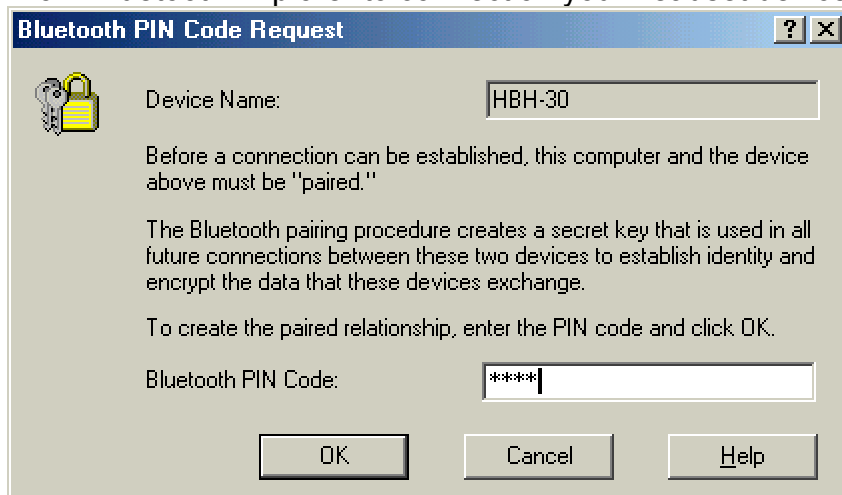 Bluetooth PIN Code Request
Device Name: HBH-30
Before a connection can be established, this computer and the device
above must be "paired."
The Bluetooth pairing procedure creates a secret key that is used in all
future connections between these two devices to establish identity and
encrypt the data that these devices exchange.
To create the paired relationship, enter the PIN code and click OK.
Bluetooth PIN Code: ****
OK Cancel Help